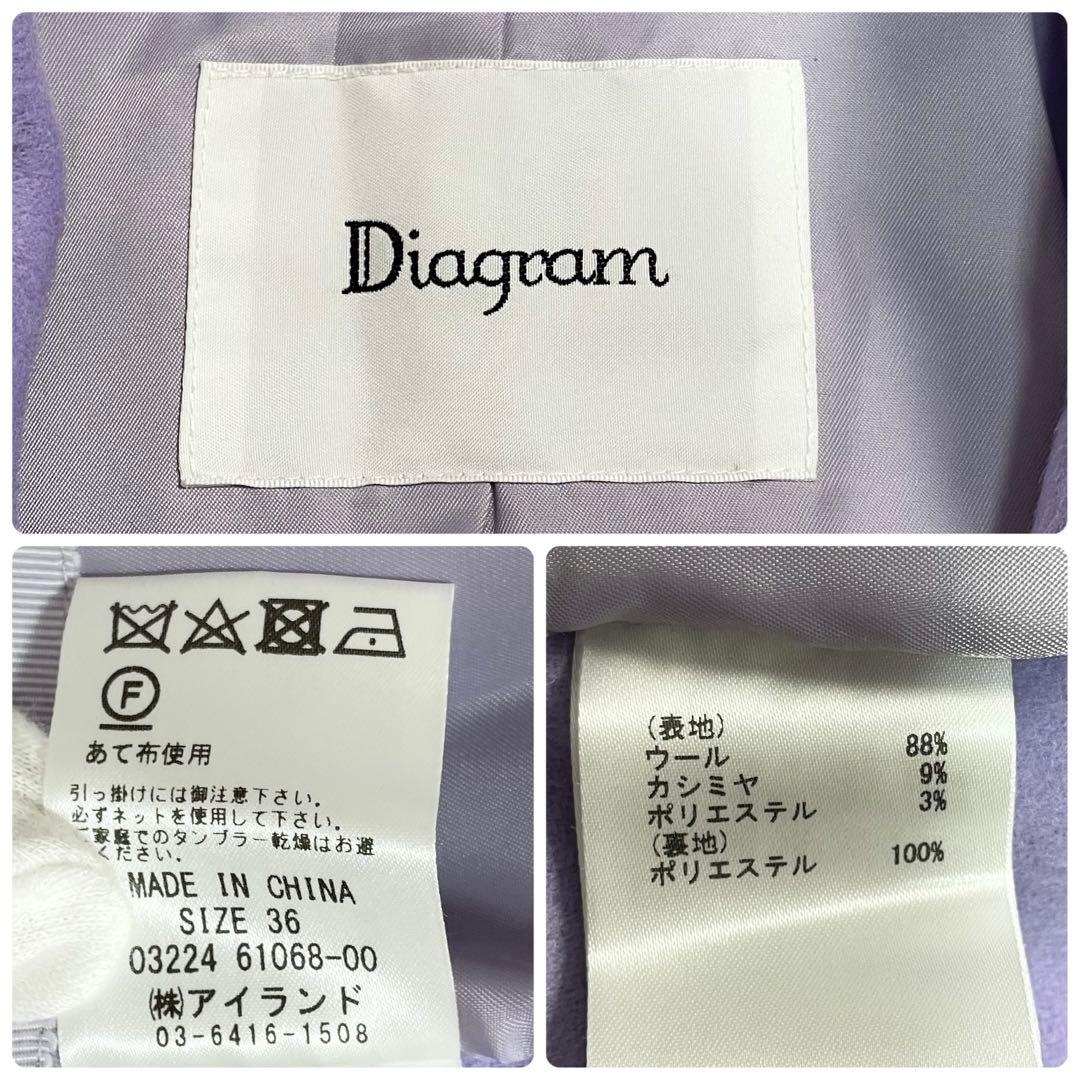 Diagram
F
あて布使用
引っ掛けには御注意下さい。
必ずネットを使用して下さい。
家庭でのタンブラー乾燥はお避
ください。
MADE IN CHINA
SIZE 36
03224 61068-00
㈱アイランド
03-6416-1508
(表地)
ウール 88%
カシミヤ 9%
ポリエステル 3%
(裏地)
ポリエステル 100%